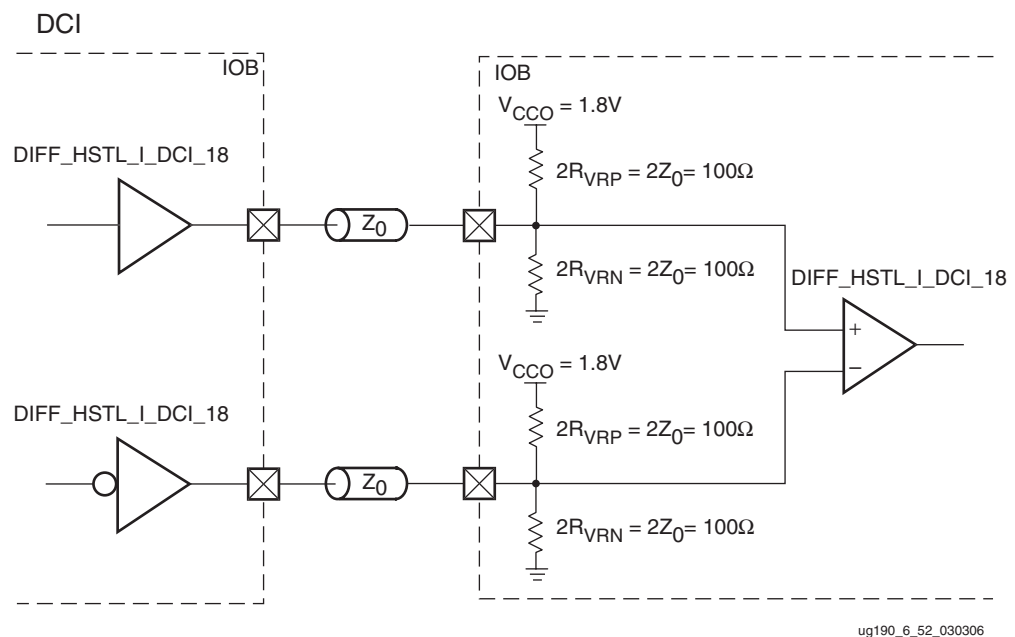 DCI
IOB
IOB
V_CCO = 1.8V
DIFF_HSTL_I_DCI_18
2R_VRP = 2Z_0= 100Ω
Z_0
2R_VRN = 2Z_0= 100Ω
DIFF_HSTL_I_DCI_18
+
−
V_CCO = 1.8V
DIFF_HSTL_I_DCI_18
2R_VRP = 2Z_0= 100Ω
Z_0
2R_VRN = 2Z_0= 100Ω
ug190_6_52_030306